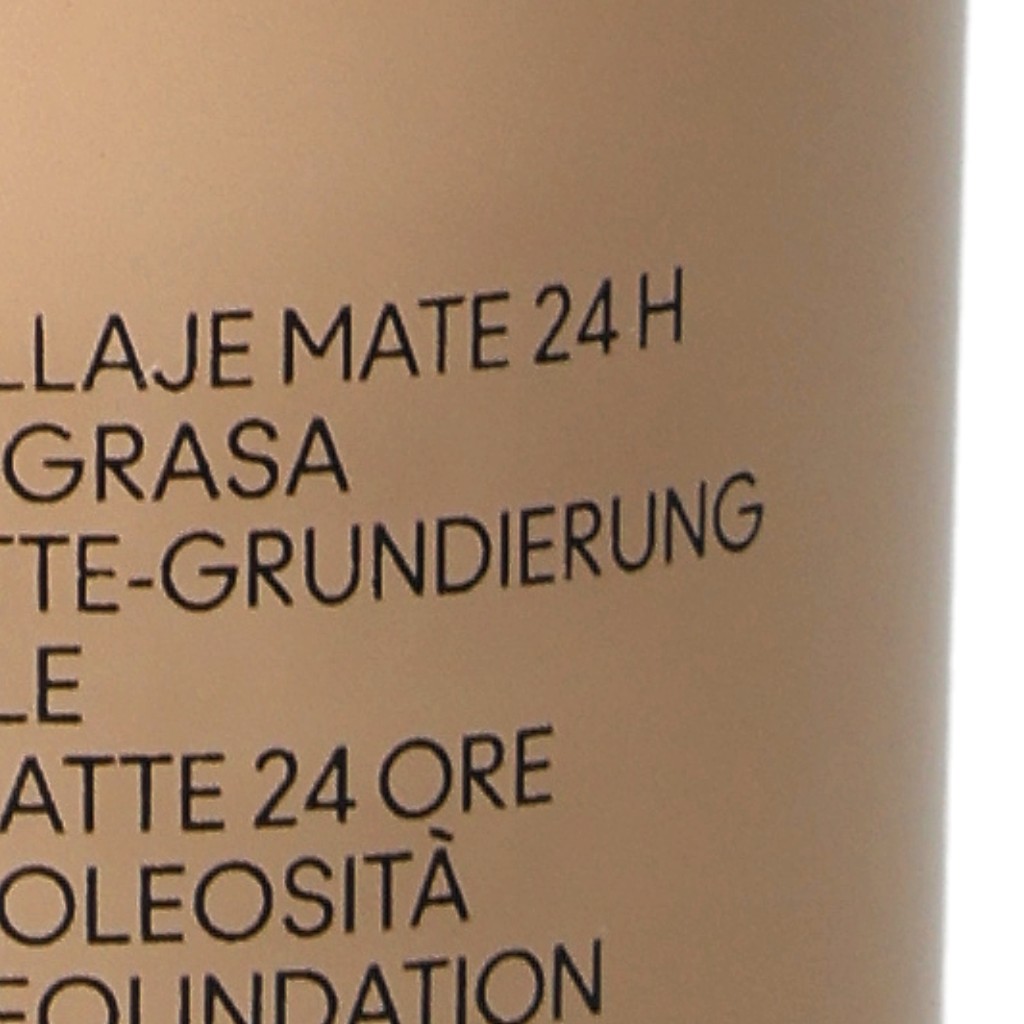 LLAJE MATE 24 H
GRASA
TTE-GRUNDIERUNG
LE
ATTE 24 ORE
OLEOSITÀ
FOUNDATION